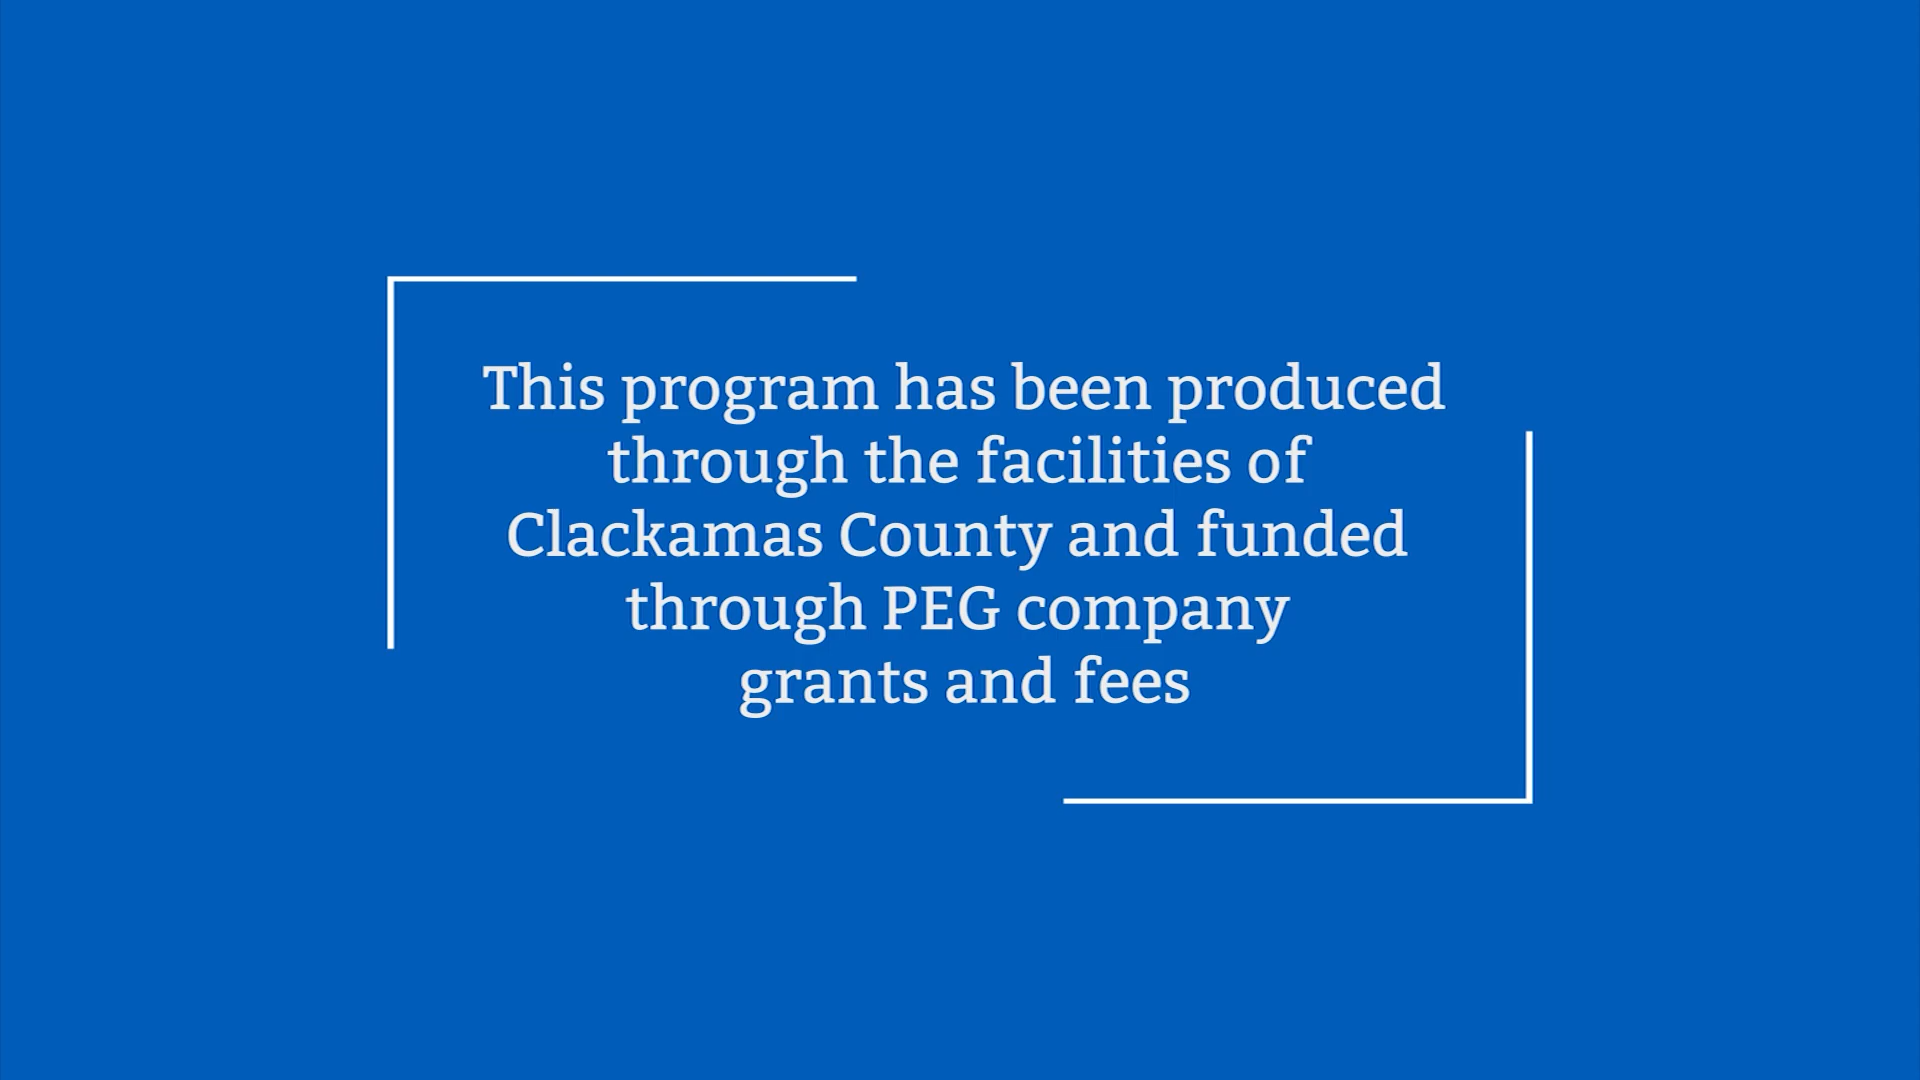 This program has been produced
through the facilities of
Clackamas County and funded
through PEG company
grants and fees